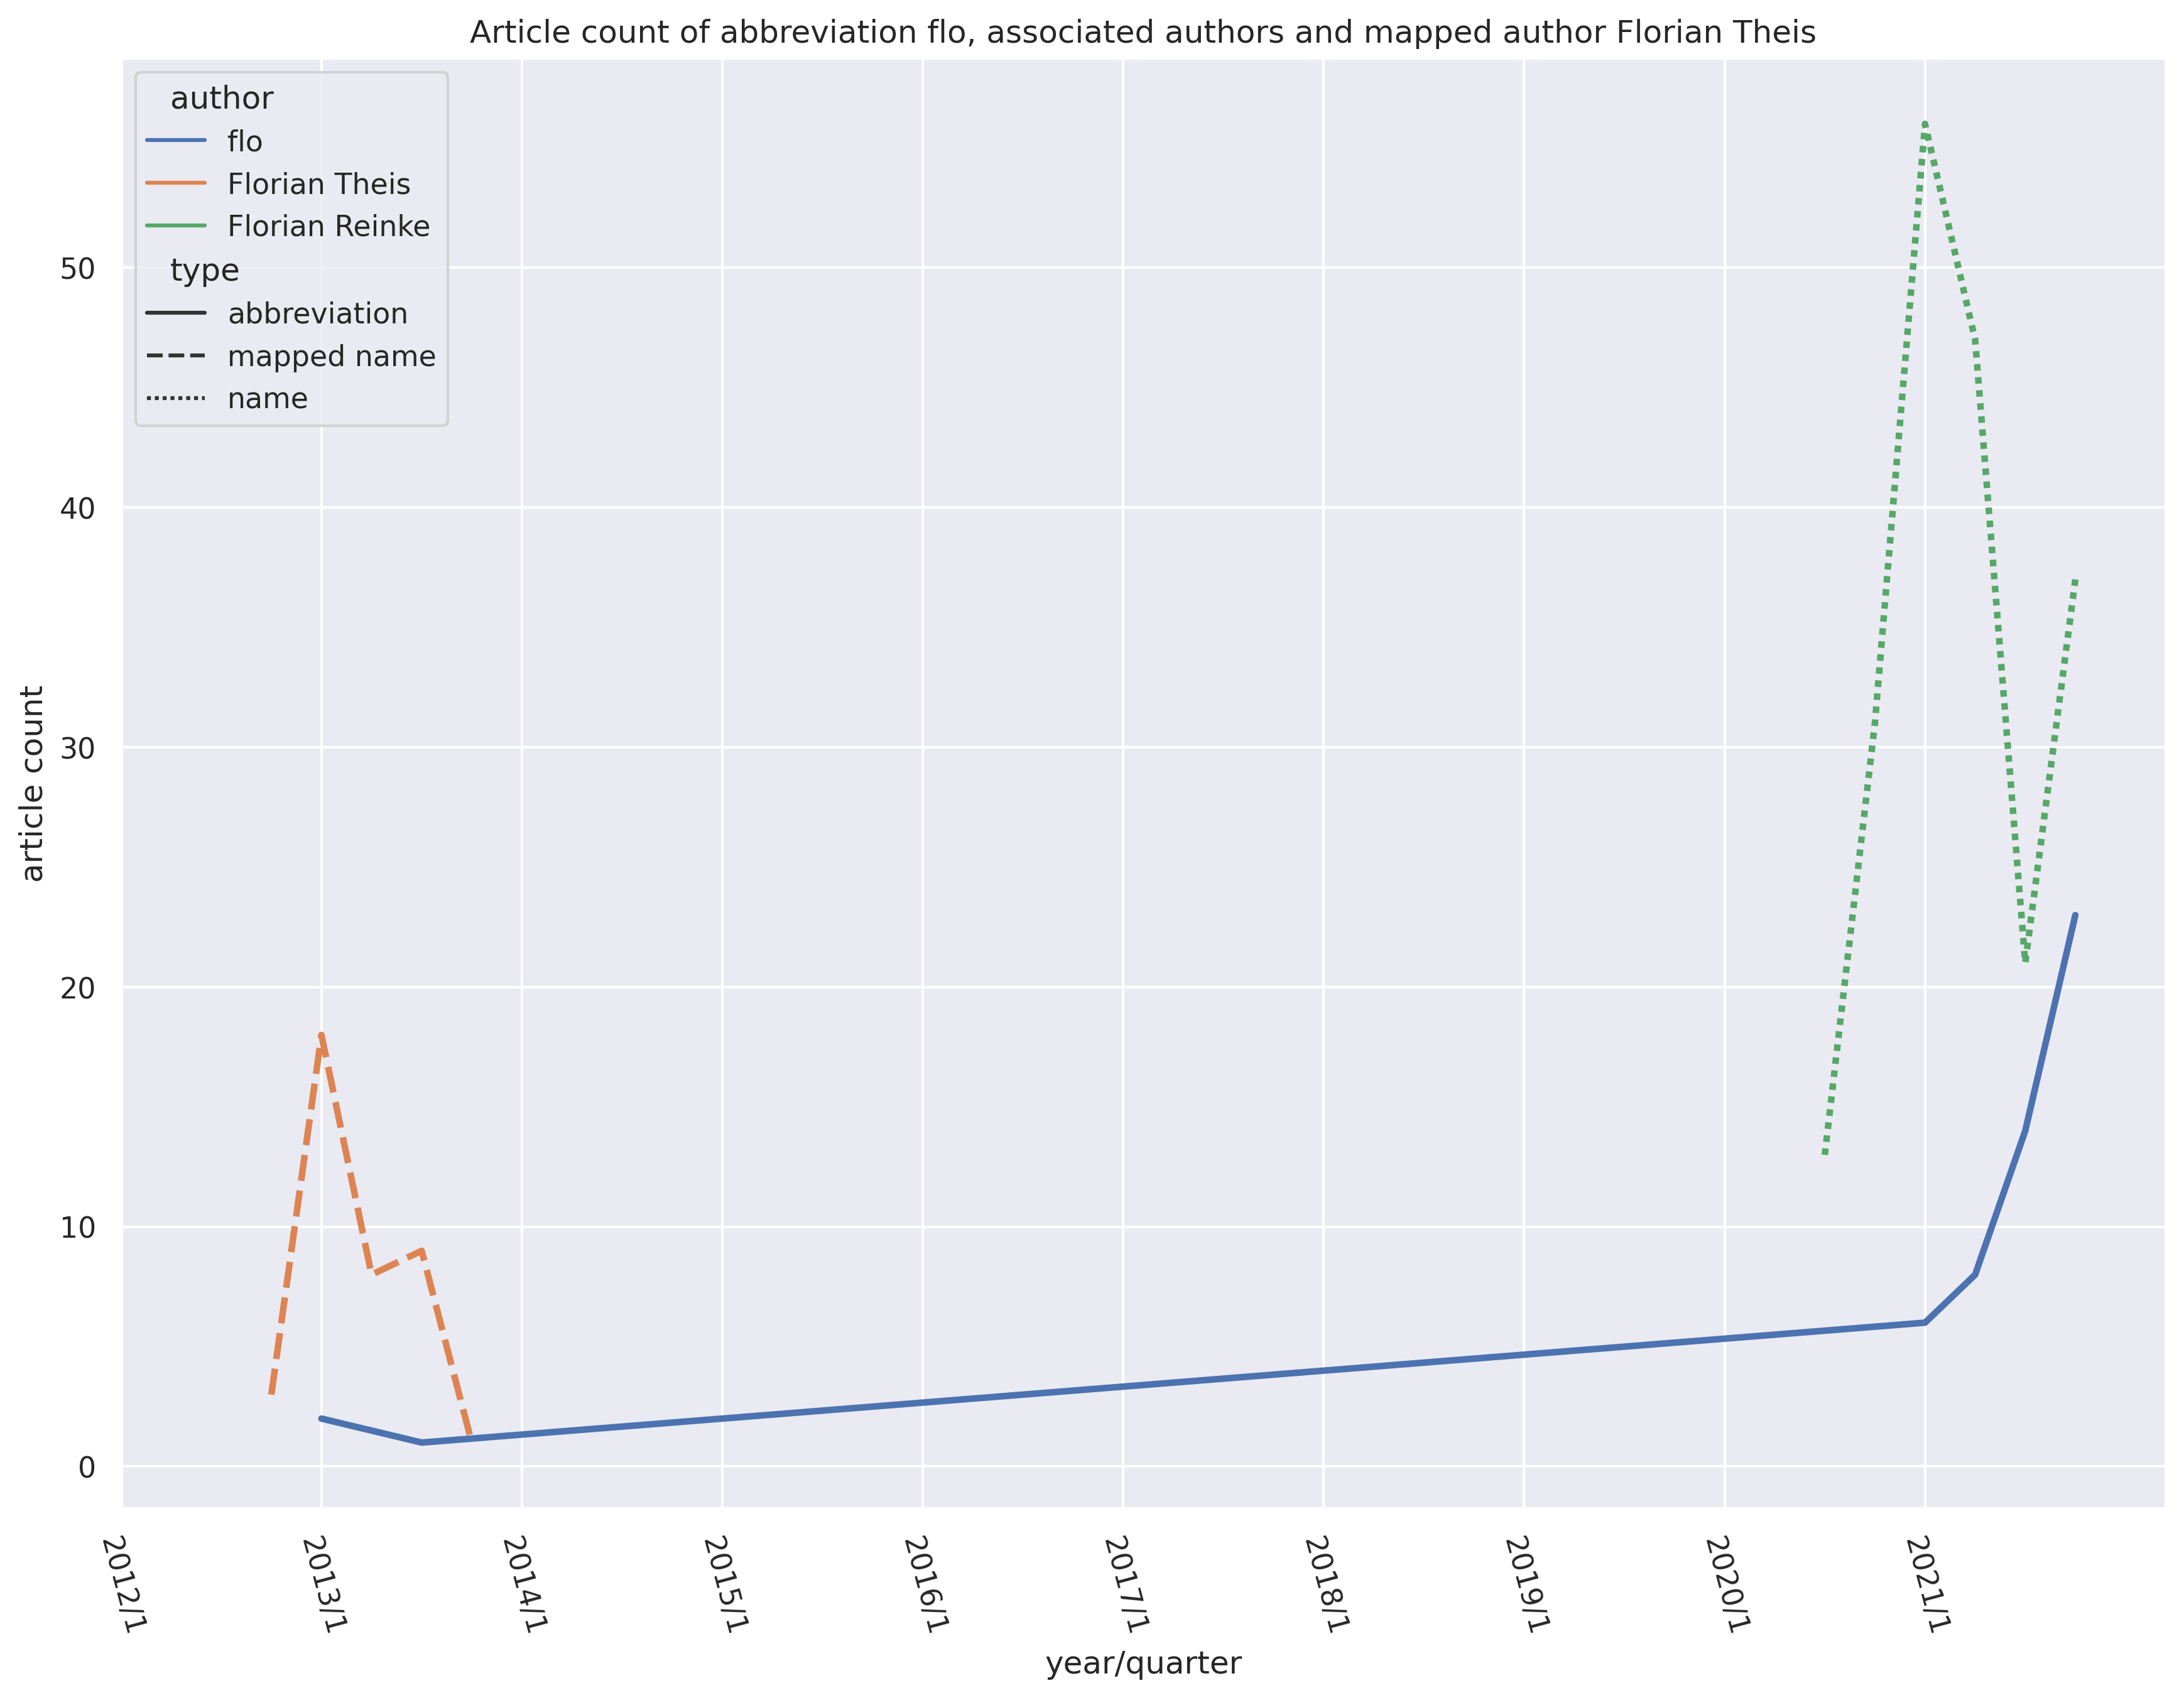 Article count of abbreviation flo, associated authors and mapped author Florian Theis
author
flo
Florian Theis
Florian Reinke
type
abbreviation
mapped name
name
50
40
30
20
10
0
article count
2012/1
2013/1
2014/1
2015/1
2016/1
2017/1
2018/1
2019/1
2020/1
2021/1
year/quarter